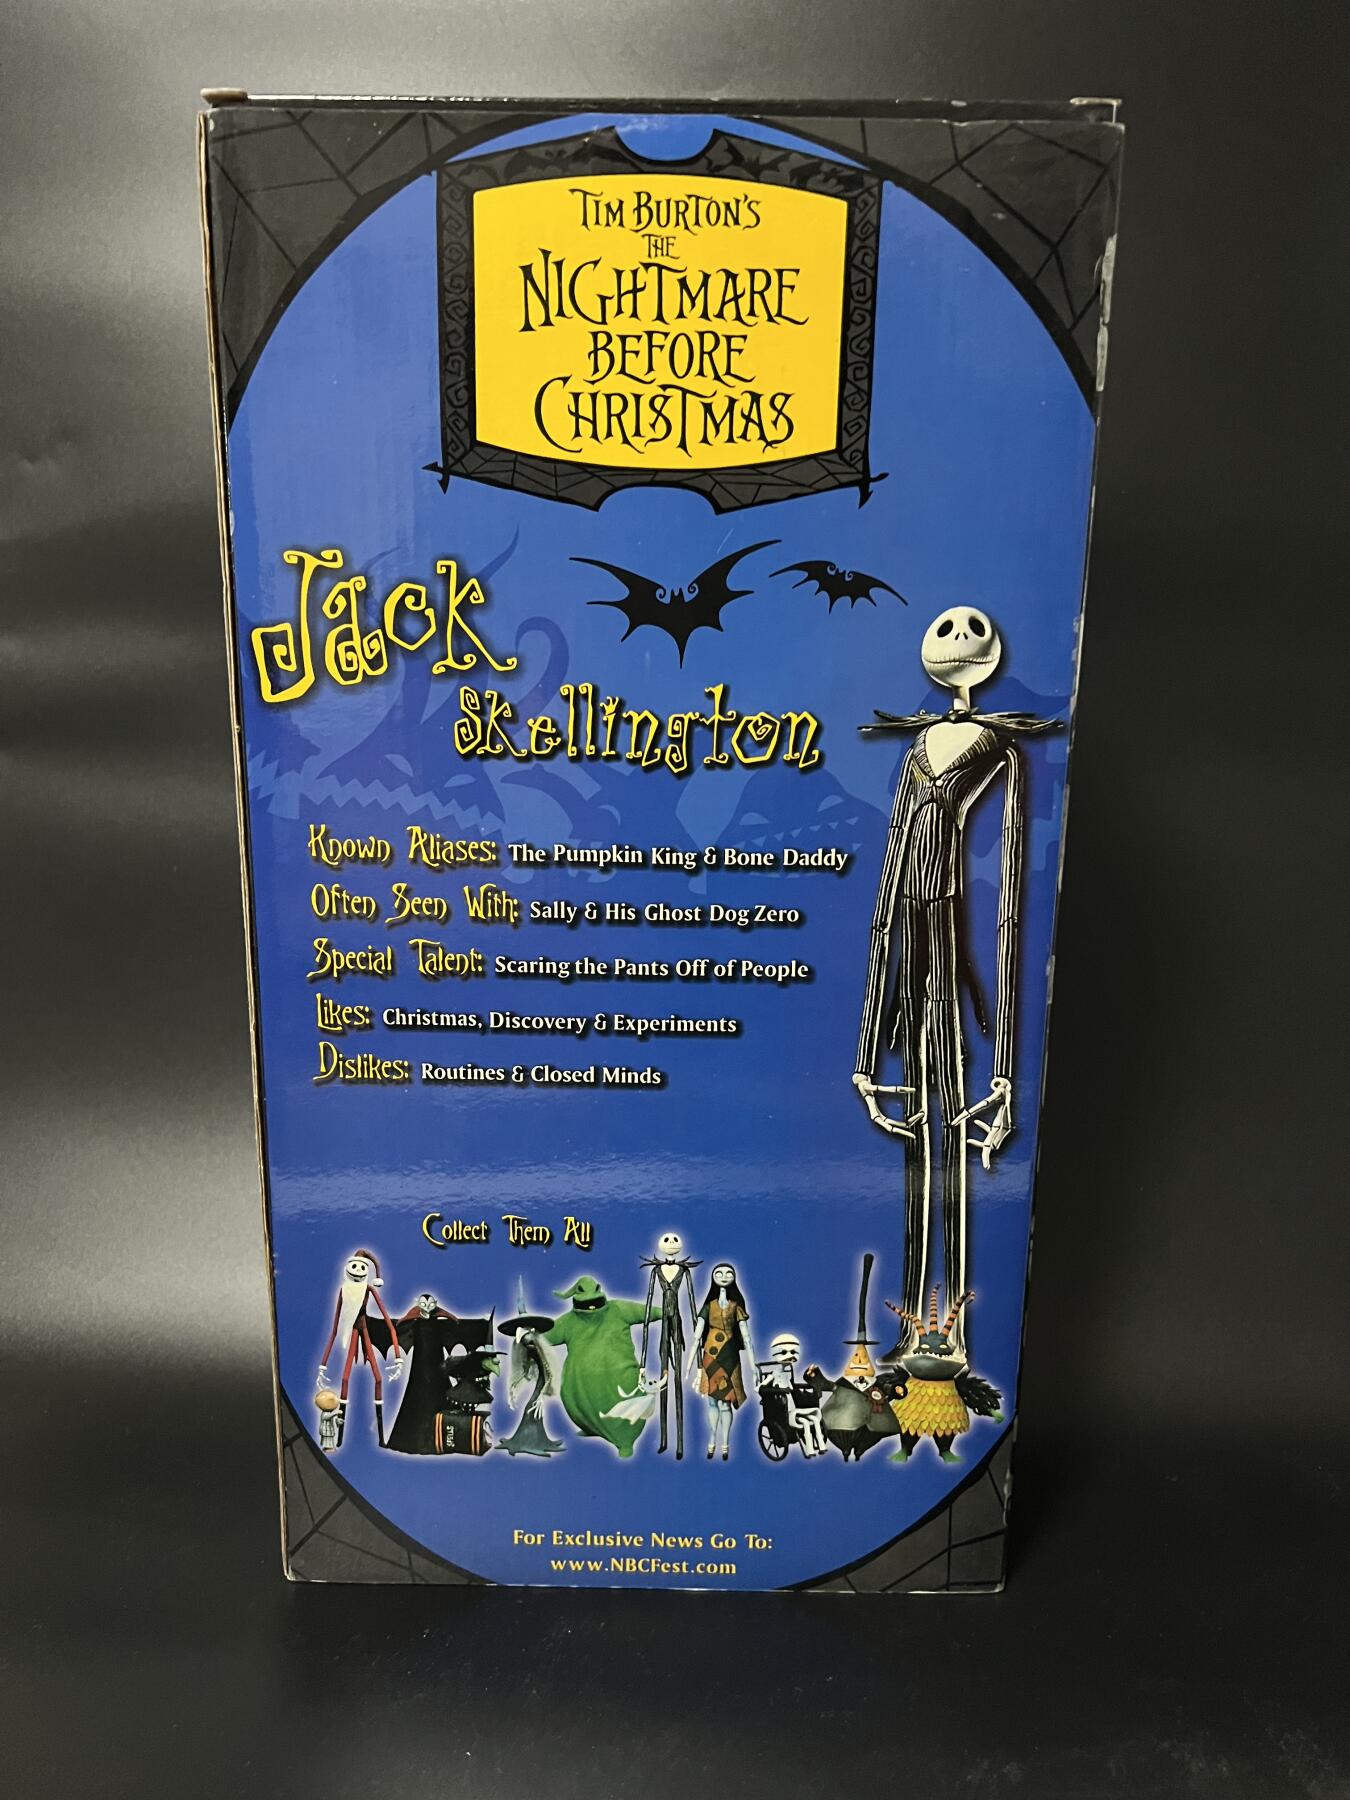 TIM BURTON'S
THE
NIGHTMARE
BEFORE
CHRISTMAS
Jack
Skellington
Known Aliases: The Pumpkin King & Bone Daddy
Often Seen With: Sally & His Ghost Dog Zero
Special Talent: Scaring the Pants Off of People
Likes: Christmas, Discovery & Experiments
Dislikes: Routines & Closed Minds
Collect Them All
SPELLS
For Exclusive News Go To:
www.NBCFest.com